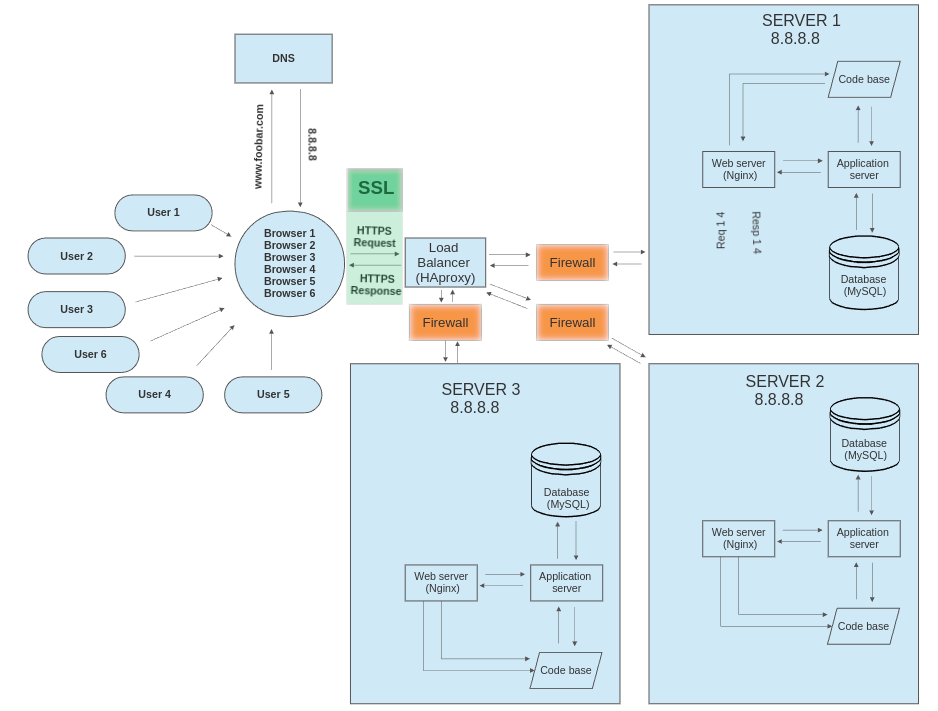 DNS
www.foobar.com
8.8.8.8
User 1
User 2
User 3
User 6
User 4
User 5
Browser 1
Browser 2
Browser 3
Browser 4
Browser 5
Browser 6
SSL
HTTPS
Request
HTTPS
Response
Load
Balancer
(HAproxy)
Firewall
Firewall
Firewall
SERVER 1
8.8.8.8
Code base
Web server
(Nginx)
Application
server
Req 1 4
Resp 1 4
Database
(MySQL)
SERVER 3
8.8.8.8
Database
(MySQL)
Web server
(Nginx)
Application
server
Code base
SERVER 2
8.8.8.8
Database
(MySQL)
Web server
(Nginx)
Application
server
Code base